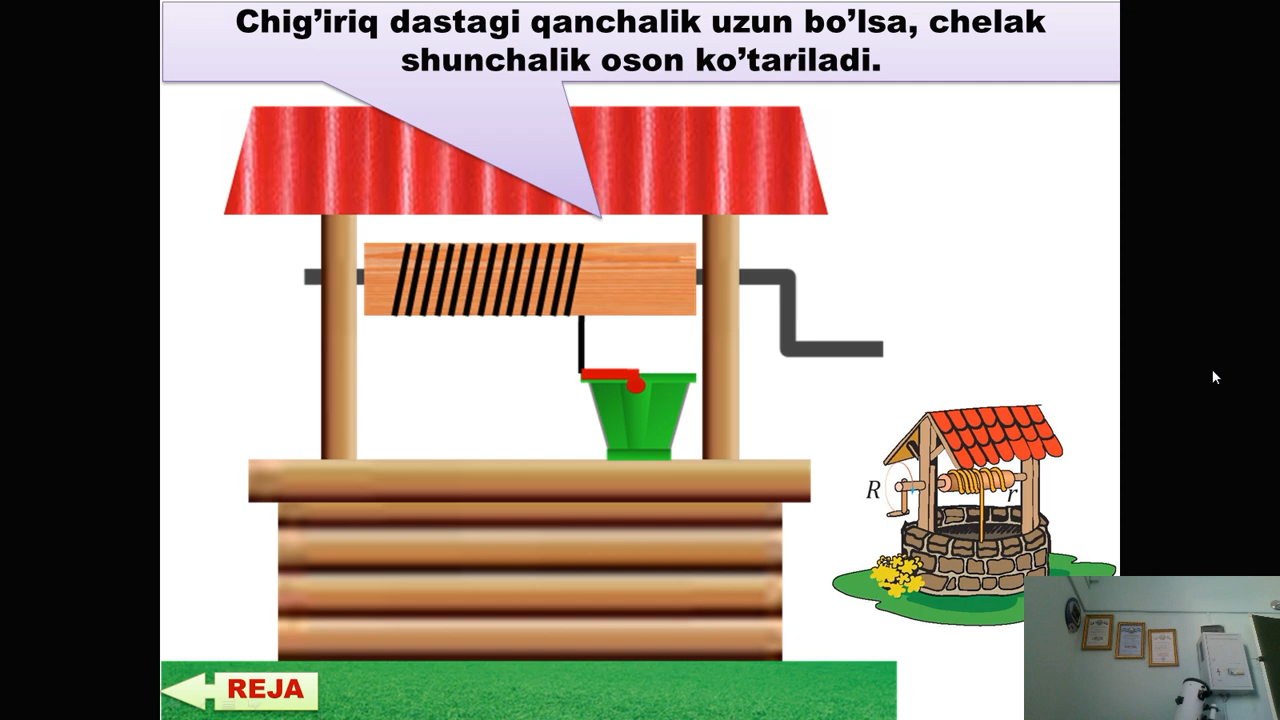 Chig’iriq dastagi qanchalik uzun bo’lsa, chelak
shunchalik oson ko’tariladi.
R
r
REJA